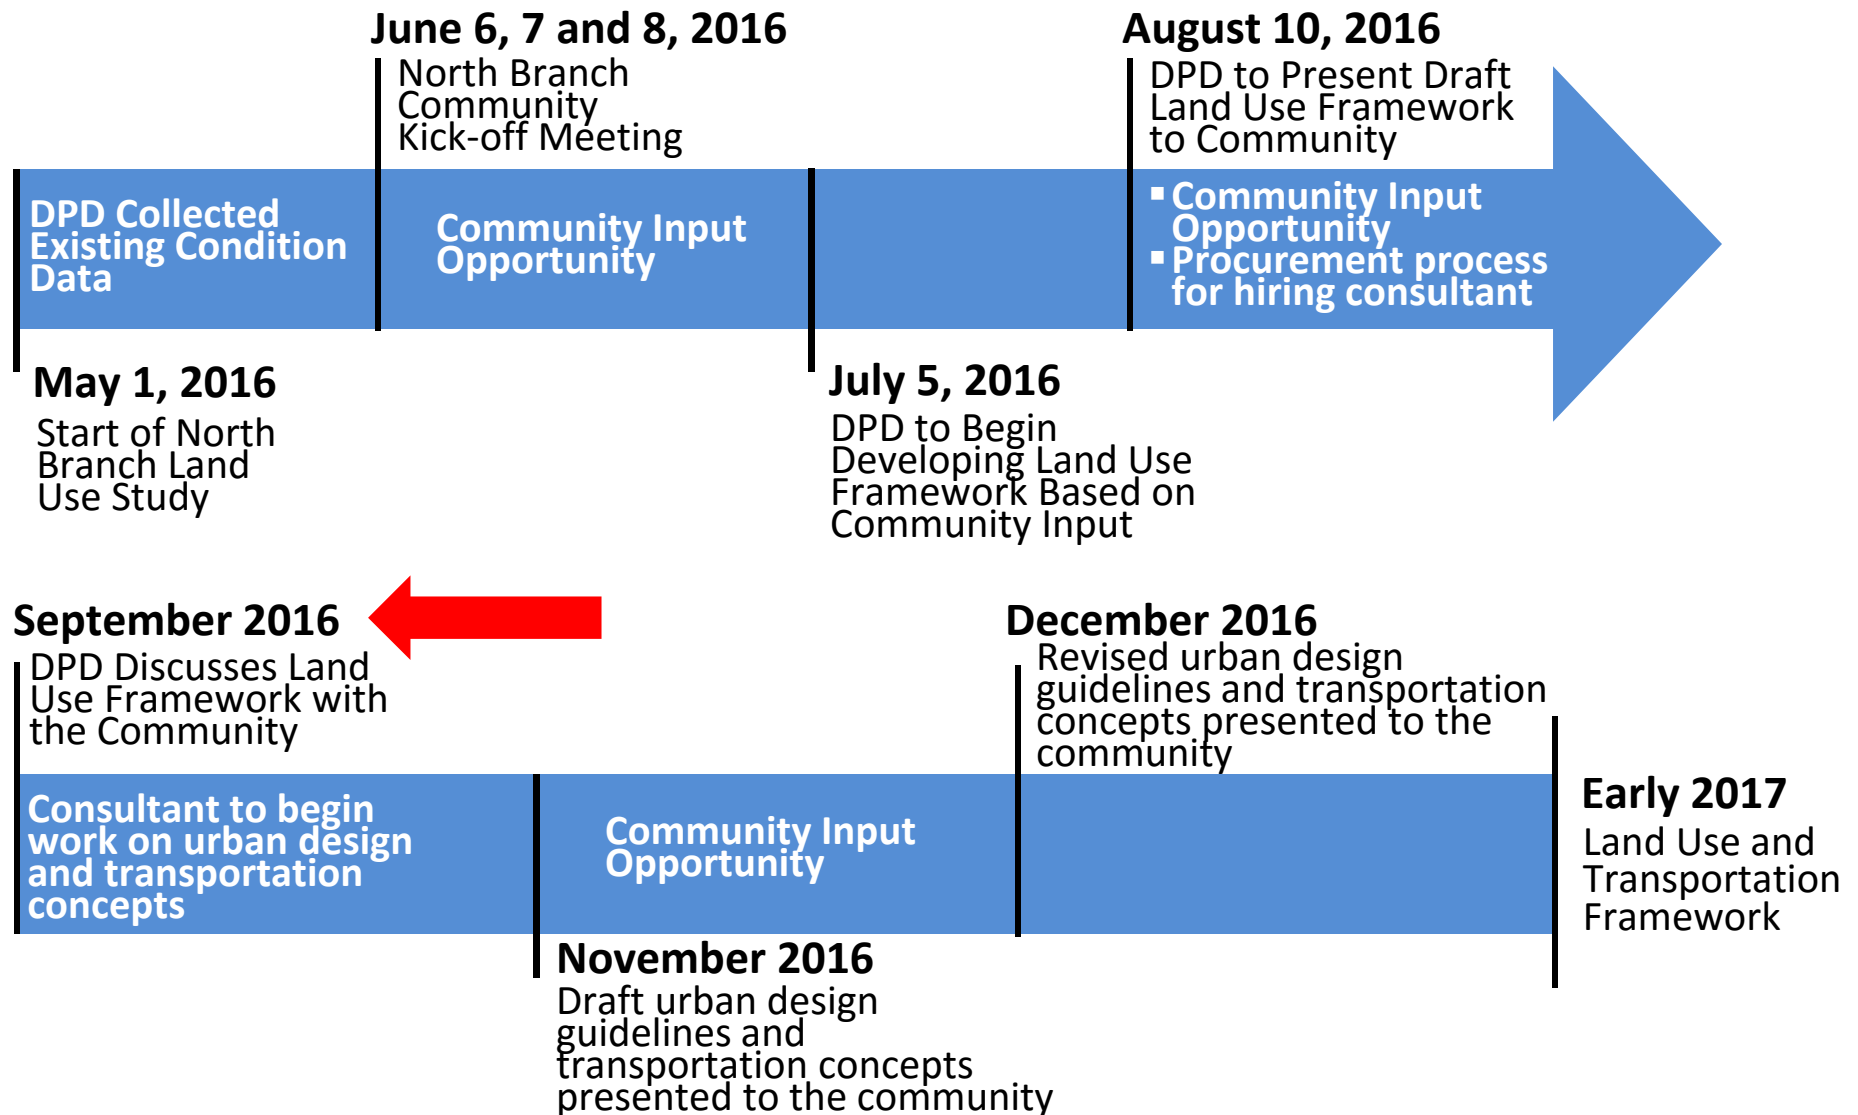 June 6, 7 and 8, 2016
North Branch
Community
Kick-off Meeting
August 10, 2016
DPD to Present Draft
Land Use Framework
to Community
DPD Collected
Existing Condition
Data
Community Input
Opportunity
▪ Community Input
Opportunity
▪ Procurement process
for hiring consultant
May 1, 2016
Start of North
Branch Land
Use Study
July 5, 2016
DPD to Begin
Developing Land Use
Framework Based on
Community Input
September 2016
DPD Discusses Land
Use Framework with
the Community
December 2016
Revised urban design
guidelines and transportation
concepts presented to the
community
Consultant to begin
work on urban design
and transportation
concepts
Community Input
Opportunity
Early 2017
Land Use and
Transportation
Framework
November 2016
Draft urban design
guidelines and
transportation concepts
presented to the community